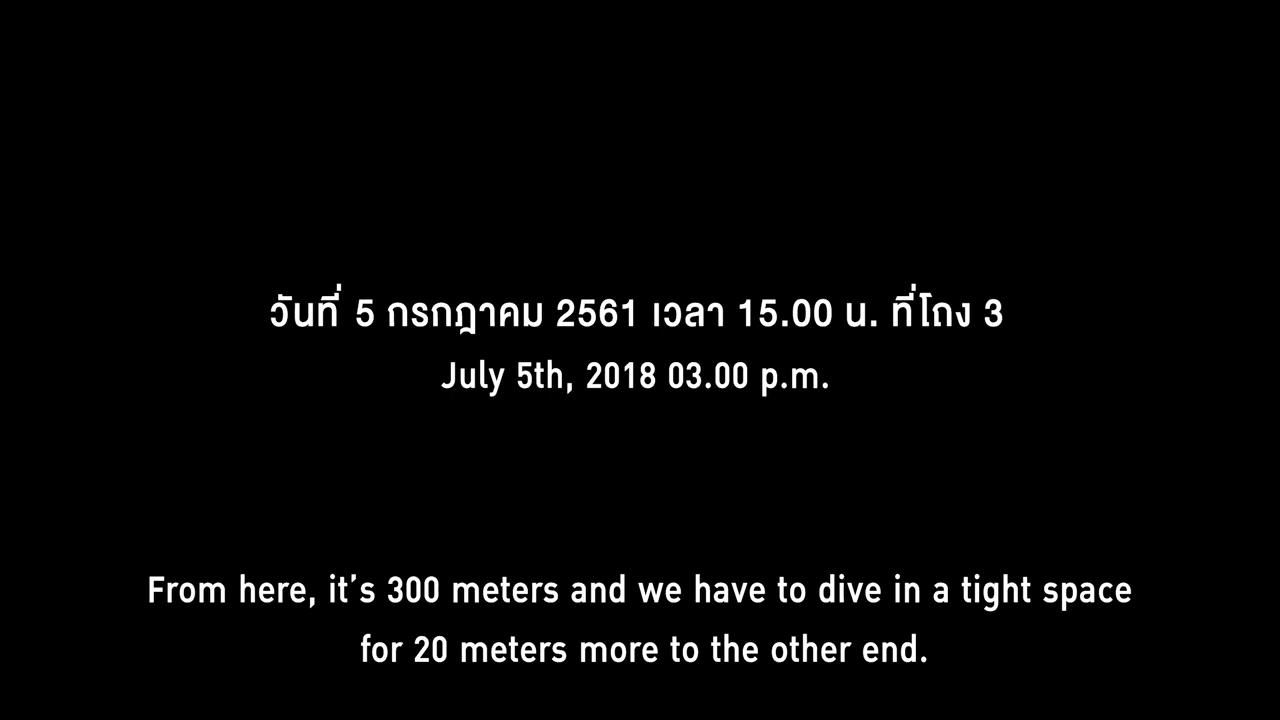 วันที่ 5 กรกฎาคม 2561 เวลา 15.00 น. ที่โถง 3
July 5th, 2018 03.00 p.m.
From here, it’s 300 meters and we have to dive in a tight space
for 20 meters more to the other end.